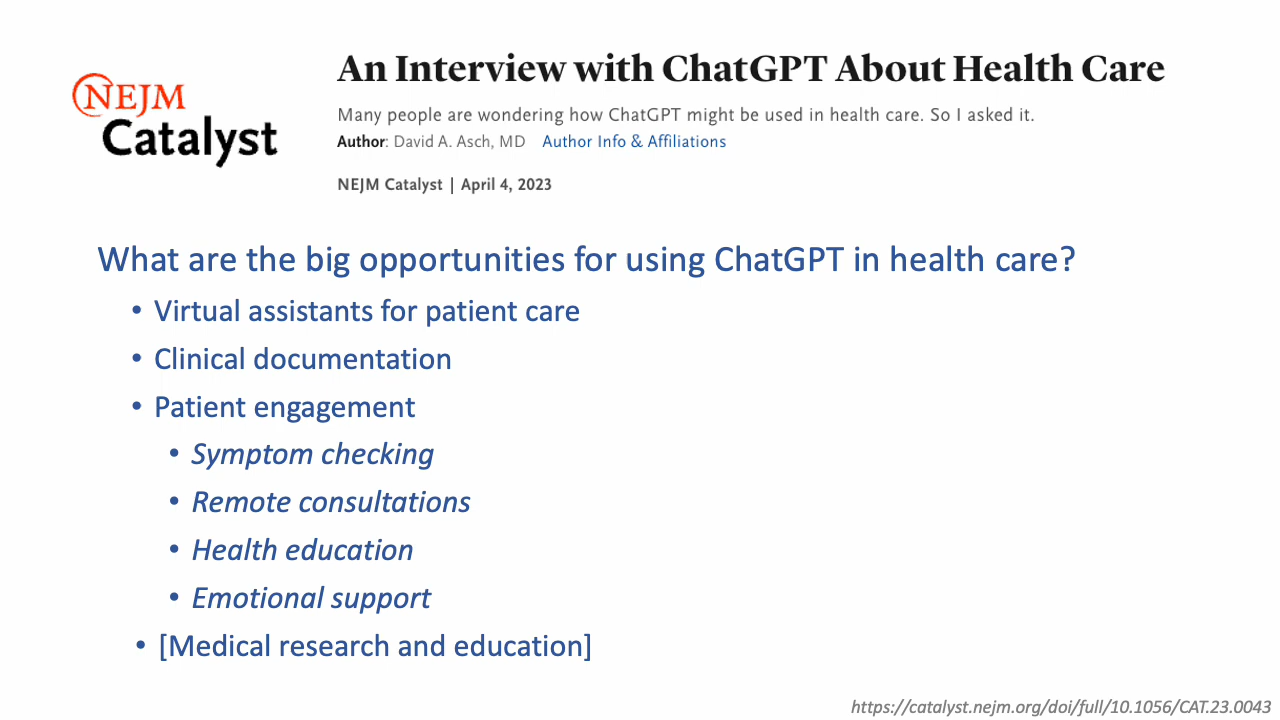 NEJM
Catalyst
An Interview with ChatGPT About Health Care
Many people are wondering how ChatGPT might be used in health care. So I asked it.
Author: David A. Asch, MD Author Info & Affiliations
NEJM Catalyst | April 4, 2023
What are the big opportunities for using ChatGPT in health care?
• Virtual assistants for patient care
• Clinical documentation
• Patient engagement
• Symptom checking
• Remote consultations
• Health education
• Emotional support
• [Medical research and education]
https://catalyst.nejm.org/doi/full/10.1056/CAT.23.0043